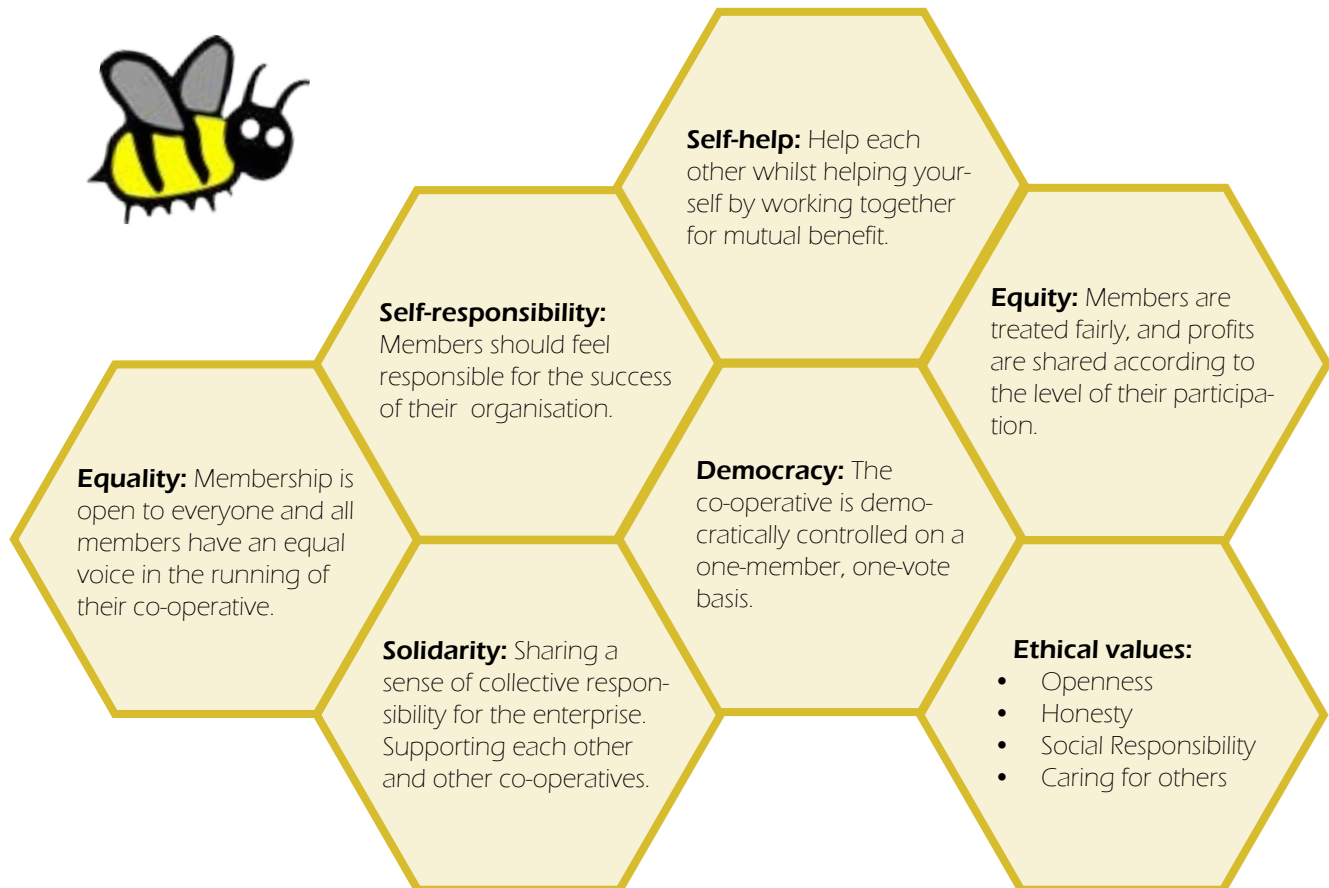 Self-help: Help each
other whilst helping your-
self by working together
for mutual benefit.
Self-responsibility:
Members should feel
responsible for the success
of their  organisation.
Equity: Members are
treated fairly, and profits
are shared according to
the level of their participa-
tion.
Equality: Membership is
open to everyone and all
members have an equal
voice in the running of
their co-operative.
Democracy: The
co-operative is demo-
cratically controlled on a
one-member, one-vote
basis.
Solidarity: Sharing a
sense of collective respon-
sibility for the enterprise.
Supporting each other
and other co-operatives.
Ethical values:
• Openness
• Honesty
• Social Responsibility
• Caring for others